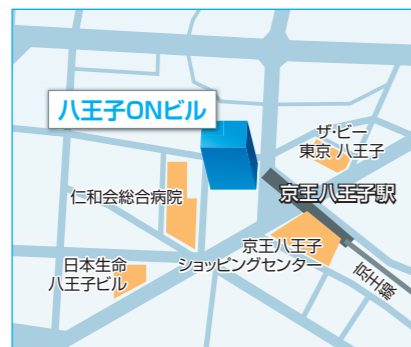 八王子ONビル
ザ・ビー
東京 八王子
仁和会総合病院
京王八王子駅
京王八王子
ショッピングセンター
日本生命
八王子ビル
京王線